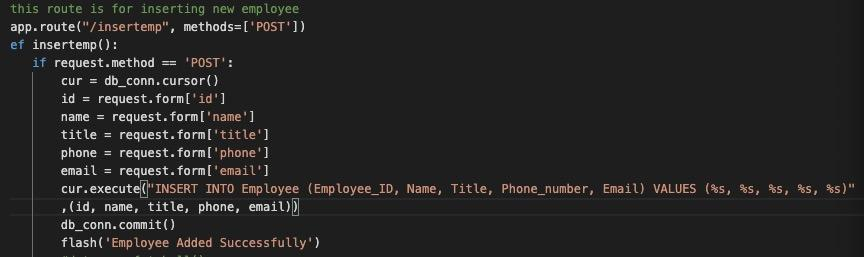 this route is for inserting new employee
app.route("/insertemp", methods=['POST'])
ef insertemp():
if request.method == 'POST':
cur = db_conn.cursor()
id = request.form['id']
name = request.form['name']
title = request.form['title']
phone = request.form['phone']
email = request.form['email']
cur.execute("INSERT INTO Employee (Employee_ID, Name, Title, Phone_number, Email) VALUES (%s, %s, %s, %s, %s)"
,(id, name, title, phone, email))
db_conn.commit()
flash('Employee Added Successfully')